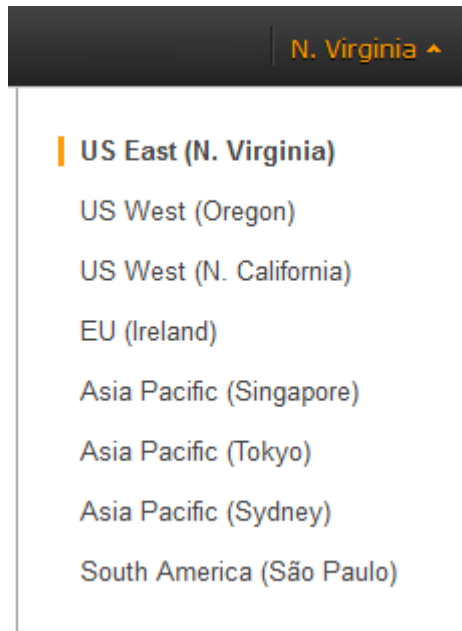 N. Virginia
US East (N. Virginia)
US West (Oregon)
US West (N. California)
EU (Ireland)
Asia Pacific (Singapore)
Asia Pacific (Tokyo)
Asia Pacific (Sydney)
South America (São Paulo)